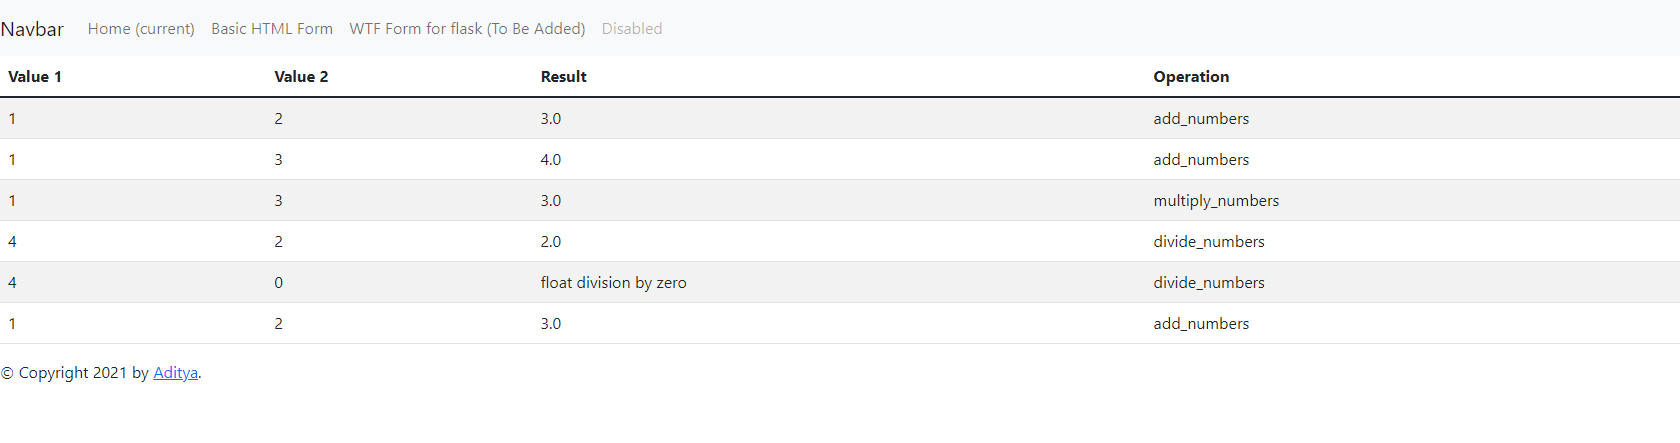 Navbar Home (current) Basic HTML Form WTF Form for flask (To Be Added) Disabled
Value 1 Value 2 Result Operation
1 2 3.0 add_numbers
1 3 4.0 add_numbers
1 3 3.0 multiply_numbers
4 2 2.0 divide_numbers
4 0 float division by zero divide_numbers
1 2 3.0 add_numbers
© Copyright 2021 by Aditya.